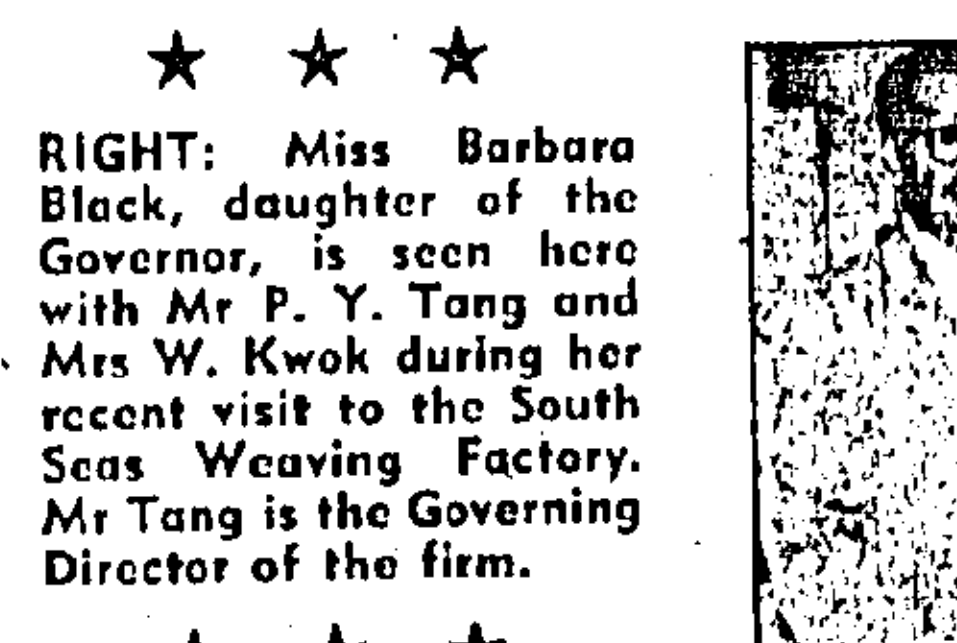 RIGHT: Miss Barbara
Black, daughter of the
Governor, is seen here
with Mr P. Y. Tang and
Mrs W. Kwok during her
recent visit to the South
Seas Weaving Factory.
Mr Tang is the Governing
Director of the firm.